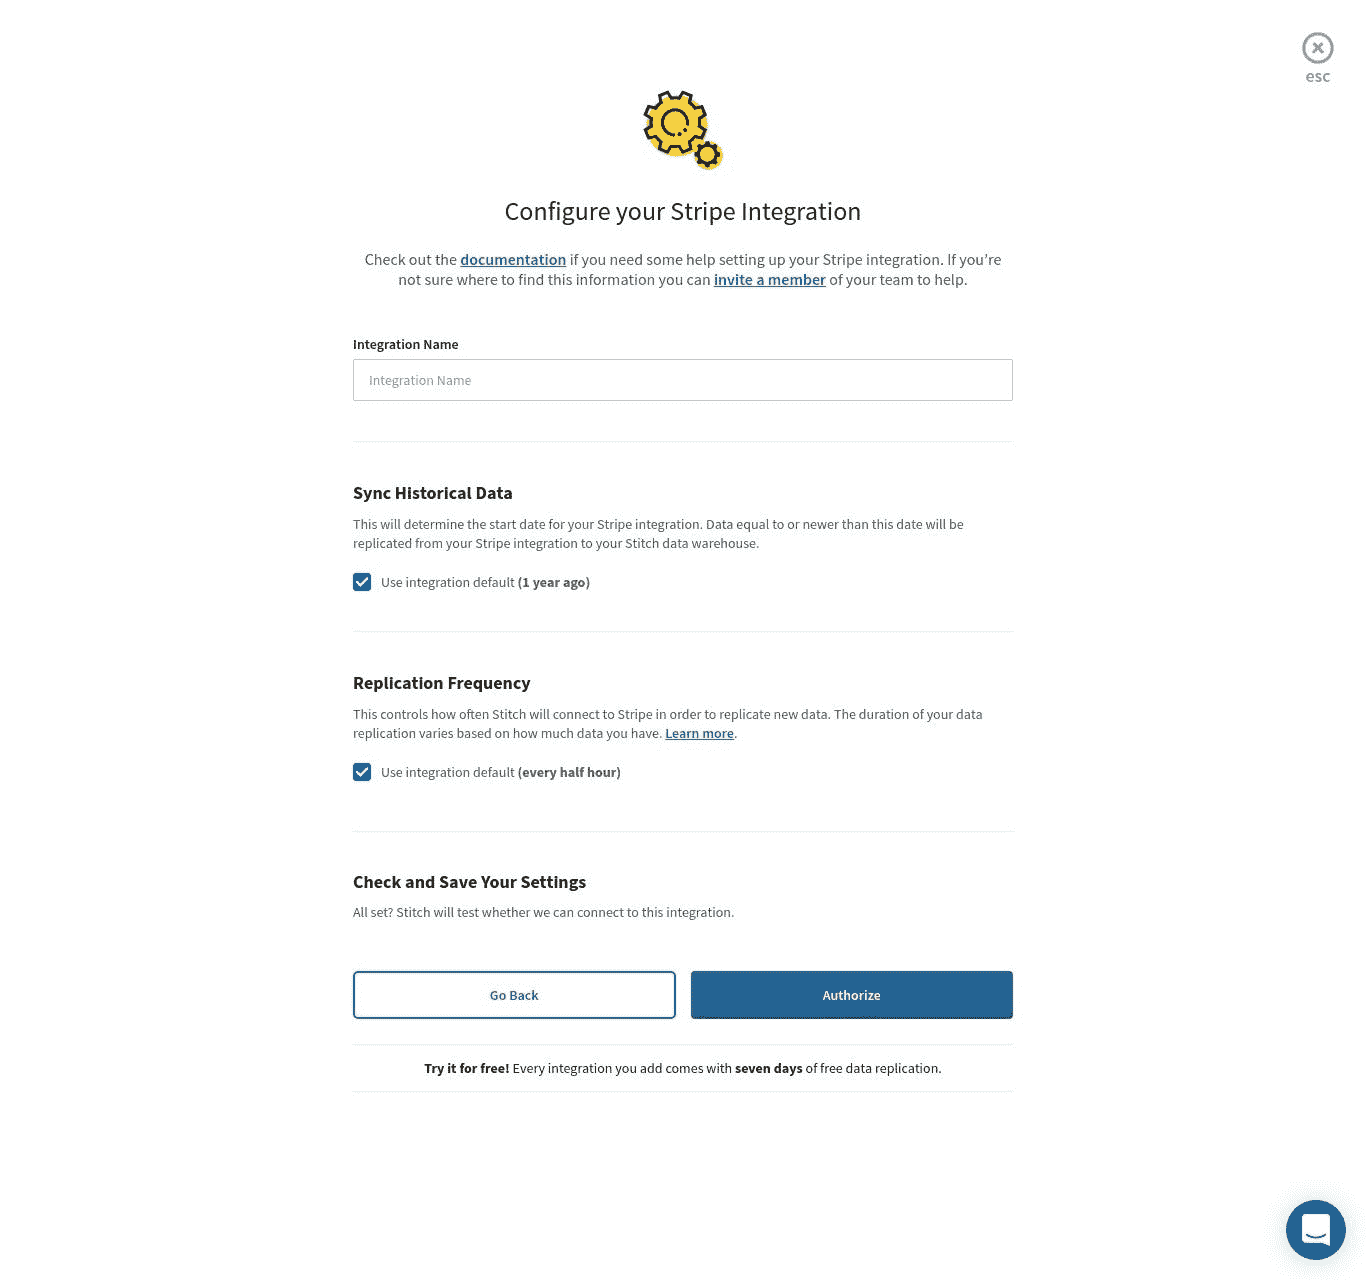 esc
Configure your Stripe Integration
Check out the documentation if you need some help setting up your Stripe integration. If you’re
not sure where to find this information you can invite a member of your team to help.
Integration Name
Integration Name
Sync Historical Data
This will determine the start date for your Stripe integration. Data equal to or newer than this date will be
replicated from your Stripe integration to your Stitch data warehouse.
Use integration default (1 year ago)
Replication Frequency
This controls how often Stitch will connect to Stripe in order to replicate new data. The duration of your data
replication varies based on how much data you have. Learn more.
Use integration default (every half hour)
Check and Save Your Settings
All set? Stitch will test whether we can connect to this integration.
Go Back
Authorize
Try it for free! Every integration you add comes with seven days of free data replication.